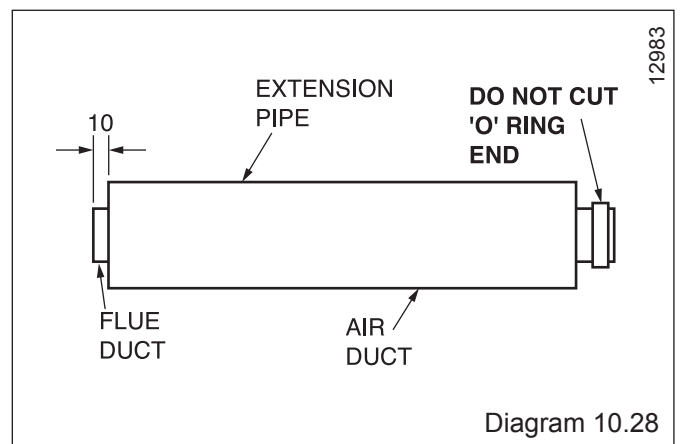 12983
EXTENSION
PIPE
DO NOT CUT
'O' RING
END
10
FLUE
DUCT
AIR
DUCT
Diagram 10.28